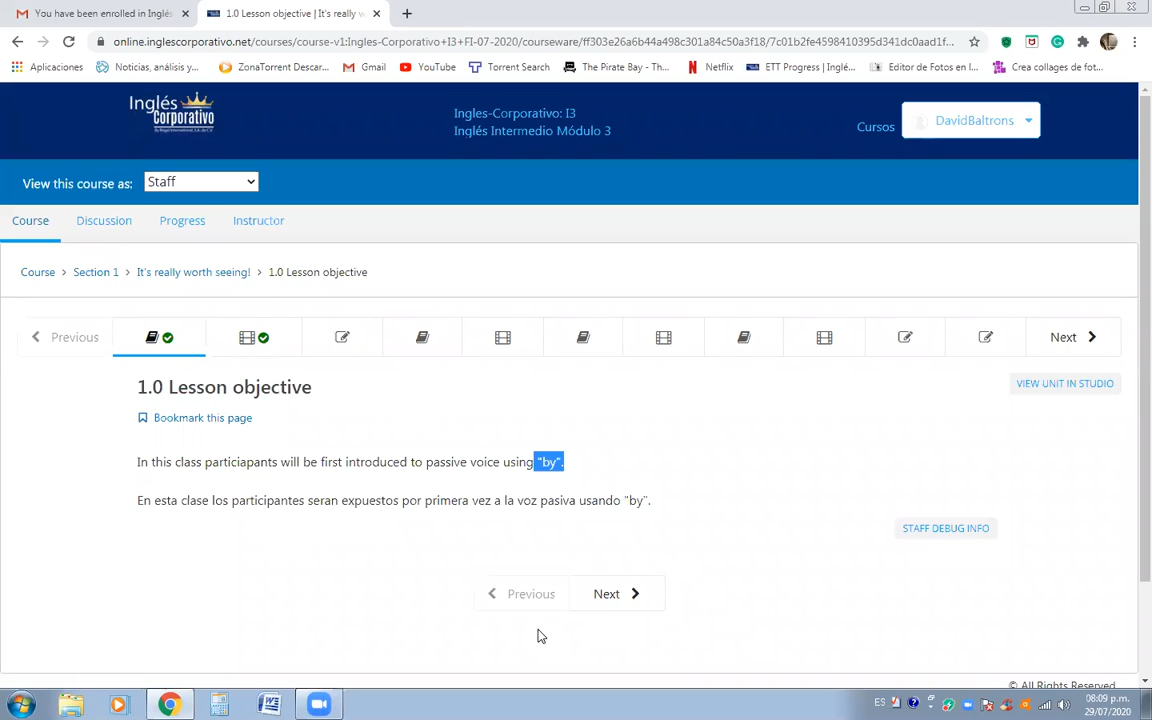 You have been enrolled in Inglés
1.0 Lesson objective | It's really w
online.inglescorporativo.net/courses/course-v1:Ingles-Corporativo+I3+FI-07-2020/courseware/ff303e26a6b44a498c301a84c50a3f18/7c01b2fe4598410395d341dc0aad1f...
Aplicaciones
Noticias, análisis y...
ZonaTorrent Descar...
Gmail
YouTube
Torrent Search
The Pirate Bay - Th...
Netflix
ETT Progress | Inglé...
Editor de Fotos en l...
Crea collages de fot...
Inglés
Corporativo
Ingles-Corporativo: I3
Inglés Intermedio Módulo 3
Cursos
DavidBaltrons
View this course as:
Staff
Course
Discussion
Progress
Instructor
Course > Section 1 > It's really worth seeing! > 1.0 Lesson objective
Previous
Next
1.0 Lesson objective
VIEW UNIT IN STUDIO
Bookmark this page
In this class particiapants will be first introduced to passive voice using "by".
En esta clase los participantes seran expuestos por primera vez a la voz pasiva usando "by".
STAFF DEBUG INFO
Previous
Next
© All Rights Reserved
ES
08:09 p.m.
29/07/2020